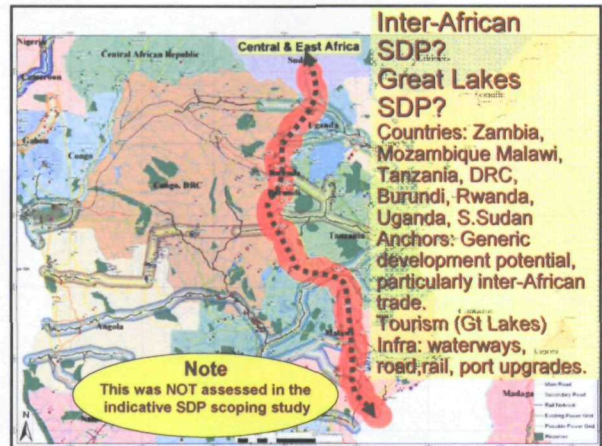 Inter-African
SDP?
Great Lakes
SDP?
Countries: Zambia,
Mozambique Malawi,
Tanzania, DRC,
Burundi, Rwanda,
Uganda, S.Sudan
Anchors: Generic
development potential,
particularly inter-African
trade.
Tourism (Gt Lakes)
Infra: waterways,
road,rail, port upgrades.
Central & East Africa
Nigeria
Central African Republic
Sudan
Cameroon
Uganda
Gabon
Congo
Congo, DRC
Tanzania
Angola
Note
This was NOT assessed in the
indicative SDP scoping study
Main Road
Secondary Road
Rail Network
Existing Power Grid
Possible Power Grid
Madaga
N